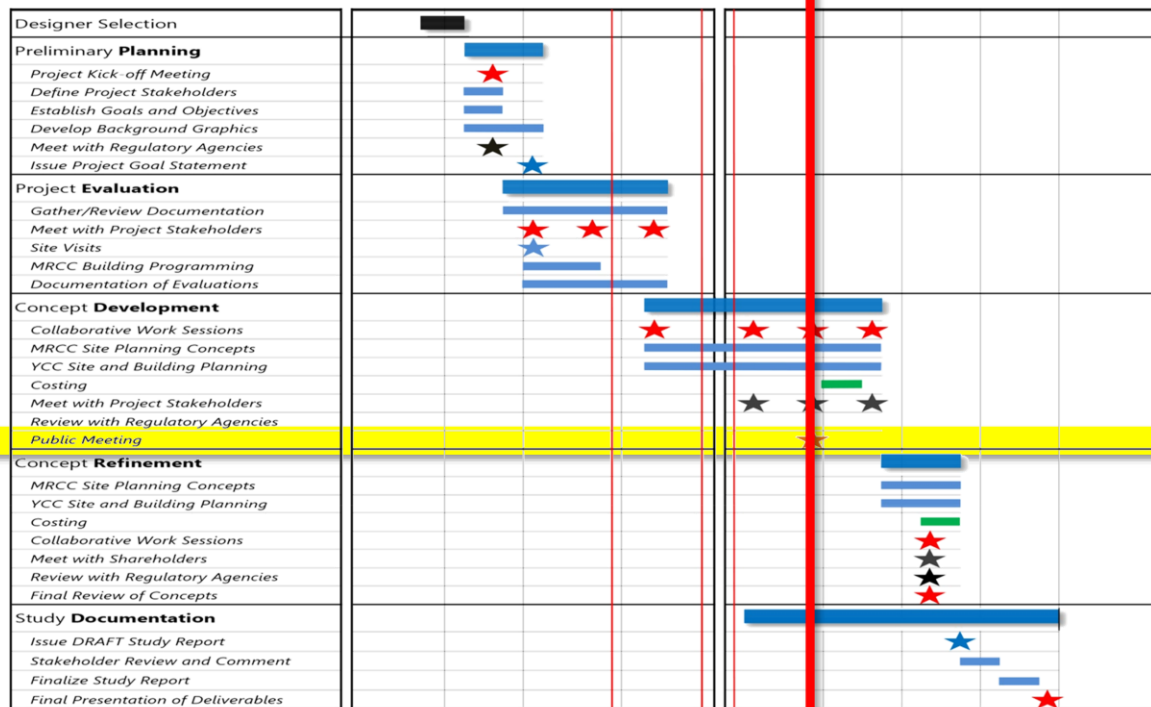 Designer Selection
Preliminary Planning
Project Kick-off Meeting
Define Project Stakeholders
Establish Goals and Objectives
Develop Background Graphics
Meet with Regulatory Agencies
Issue Project Goal Statement
Project Evaluation
Gather/Review Documentation
Meet with Project Stakeholders
Site Visits
MRCC Building Programming
Documentation of Evaluations
Concept Development
Collaborative Work Sessions
MRCC Site Planning Concepts
YCC Site and Building Planning
Costing
Meet with Project Stakeholders
Review with Regulatory Agencies
Public Meeting
Concept Refinement
MRCC Site Planning Concepts
YCC Site and Building Planning
Costing
Collaborative Work Sessions
Meet with Shareholders
Review with Regulatory Agencies
Final Review of Concepts
Study Documentation
Issue DRAFT Study Report
Stakeholder Review and Comment
Finalize Study Report
Final Presentation of Deliverables